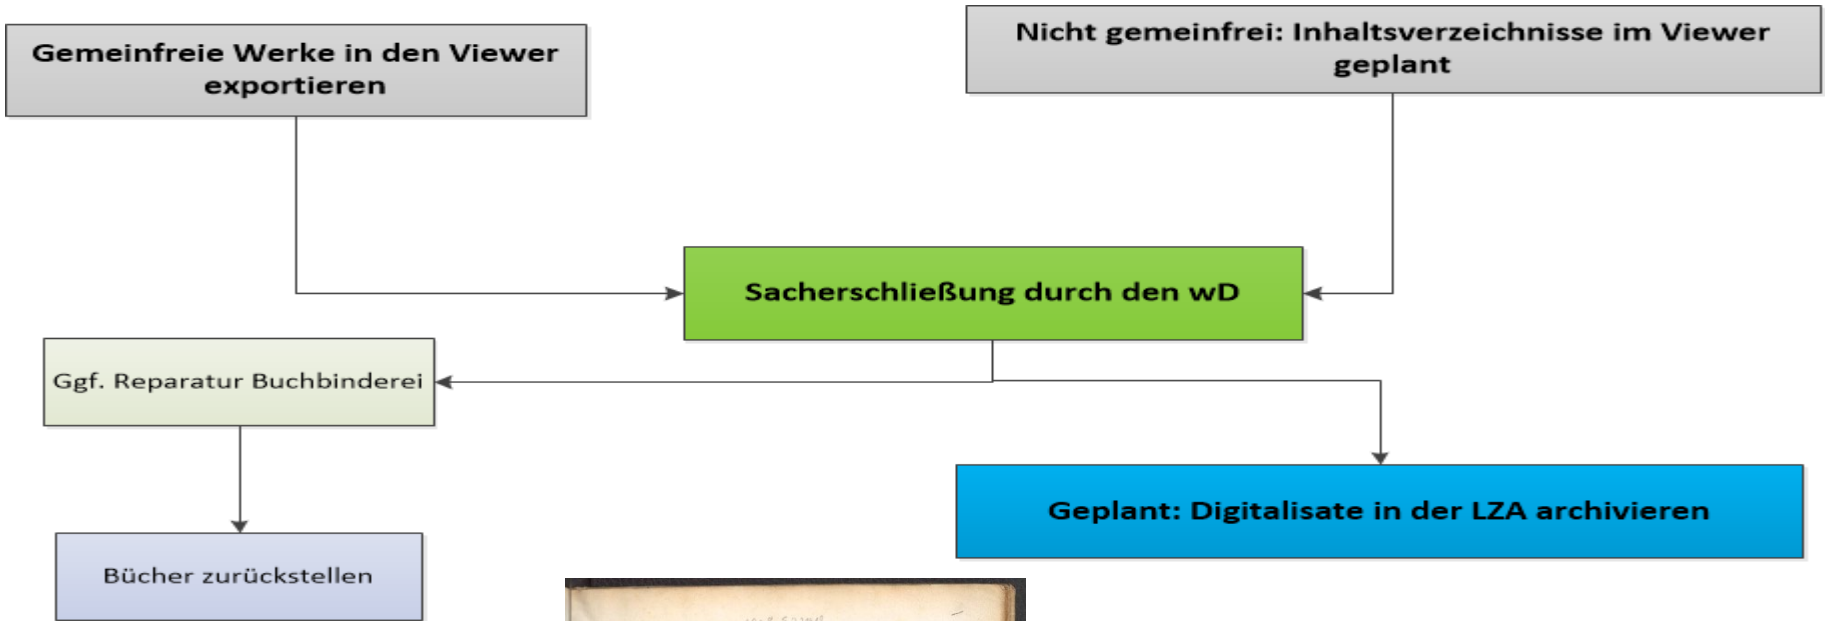 Gemeinfreie Werke in den Viewer
exportieren
Nicht gemeinfrei: Inhaltsverzeichnisse im Viewer
geplant
Sacherschließung durch den wD
Ggf. Reparatur Buchbinderei
Geplant: Digitalisate in der LZA archivieren
Bücher zurückstellen